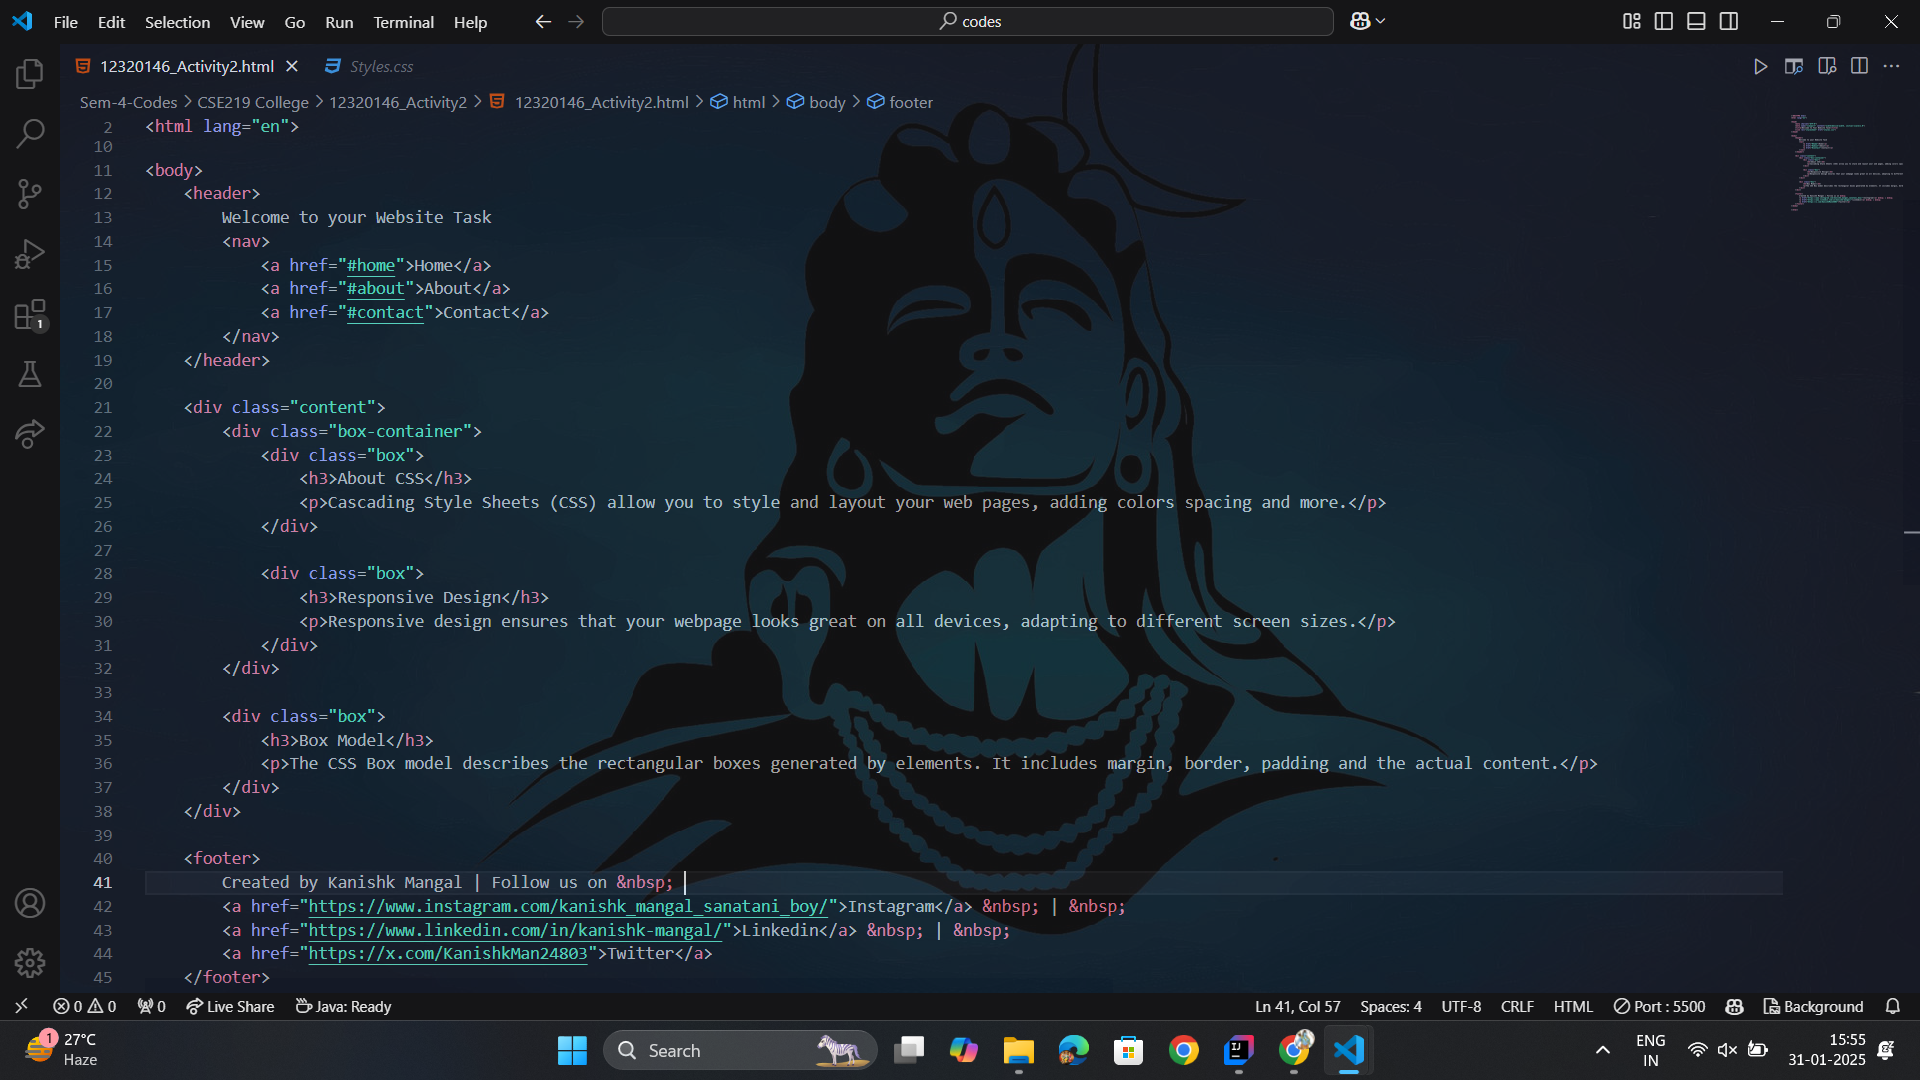 File Edit Selection View Go Run Terminal Help
codes
12320146_Activity2.html
Styles.css
Sem-4-Codes > CSE219 College > 12320146_Activity2 > 12320146_Activity2.html > html > body > footer
2 <html lang="en">
10
11 <body>
12 <header>
13 Welcome to your Website Task
14 <nav>
15 <a href="#home">Home</a>
16 <a href="#about">About</a>
17 <a href="#contact">Contact</a>
18 </nav>
19 </header>
20
21 <div class="content">
22 <div class="box-container">
23 <div class="box">
24 <h3>About CSS</h3>
25 <p>Cascading Style Sheets (CSS) allow you to style and layout your web pages, adding colors spacing and more.</p>
26 </div>
27
28 <div class="box">
29 <h3>Responsive Design</h3>
30 <p>Responsive design ensures that your webpage looks great on all devices, adapting to different screen sizes.</p>
31 </div>
32 </div>
33
34 <div class="box">
35 <h3>Box Model</h3>
36 <p>The CSS Box model describes the rectangular boxes generated by elements. It includes margin, border, padding and the actual content.</p>
37 </div>
38 </div>
39
40 <footer>
41 Created by Kanishk Mangal | Follow us on &nbsp;
42 <a href="https://www.instagram.com/kanishk_mangal_sanatani_boy/">Instagram</a> &nbsp; | &nbsp;
43 <a href="https://www.linkedin.com/in/kanishk-mangal/">Linkedin</a> &nbsp; | &nbsp;
44 <a href="https://x.com/KanishkMan24803">Twitter</a>
45 </footer>
1
0 0 0 Live Share Java: Ready
Ln 41, Col 57 Spaces: 4 UTF-8 CRLF HTML Port : 5500 Background
1
27°C
Haze
Search
IJ
ENG
IN
15:55
31-01-2025